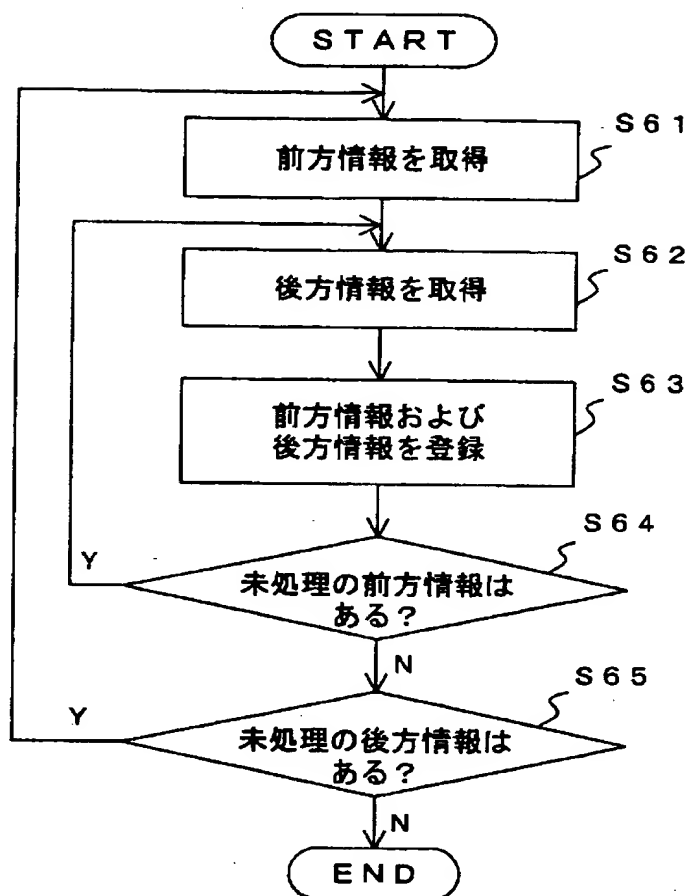 START
S61
前方情報を取得
S62
後方情報を取得
S63
前方情報および
後方情報を登録
S64
Y
未処理の前方情報は
ある?
N
S65
Y
未処理の後方情報は
ある?
N
END